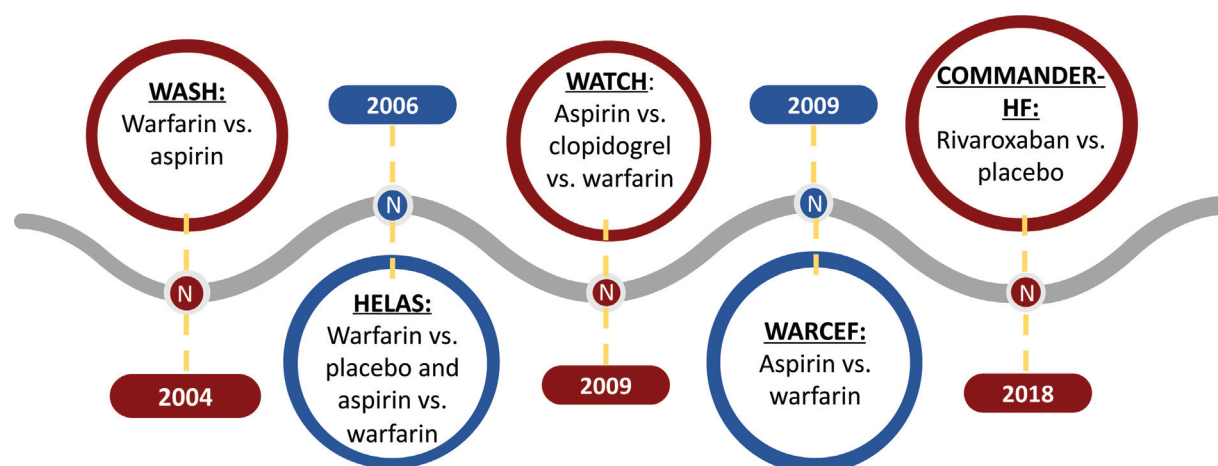 WASH:
Warfarin vs.
aspirin
N
2004
2006
N
HELAS:
Warfarin vs.
placebo and
aspirin vs.
warfarin
WATCH:
Aspirin vs.
clopidogrel
vs. warfarin
N
2009
2009
N
WARCEF:
Aspirin vs.
warfarin
COMMANDER-
HF:
Rivaroxaban vs.
placebo
N
2018